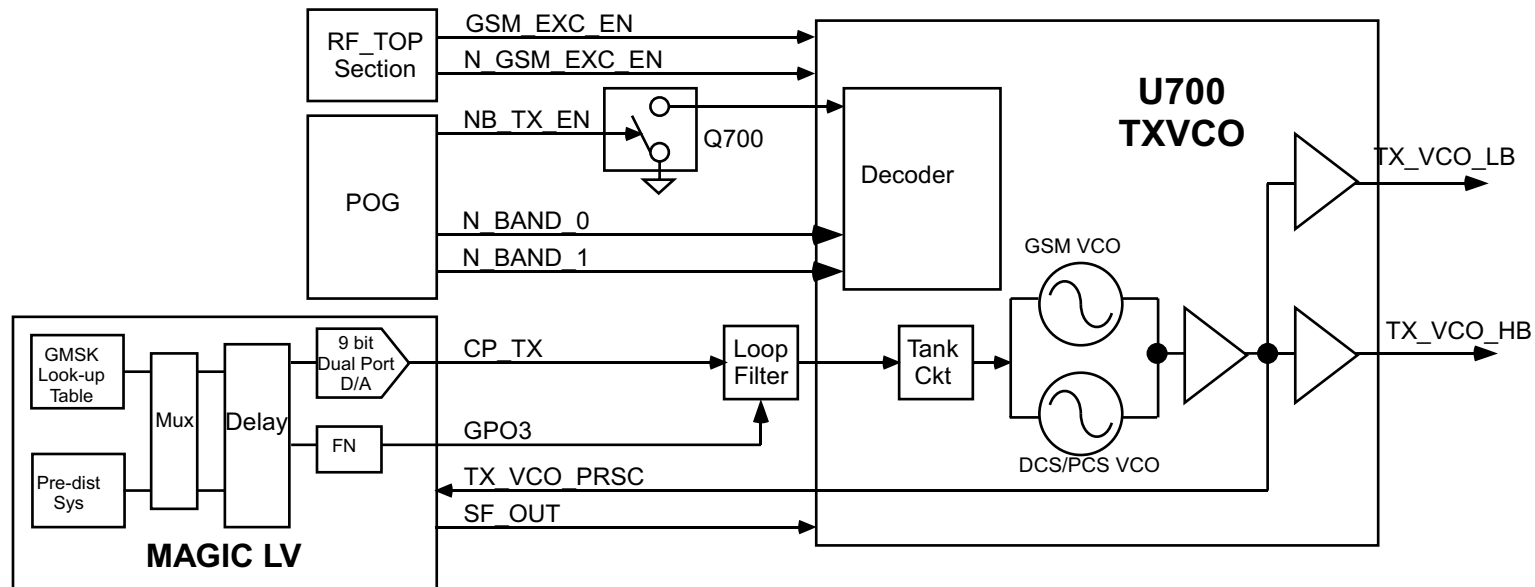 RF_TOP
Section
GSM_EXC_EN
N_GSM_EXC_EN
U700
TXVCO
POG
NB_TX_EN
Q700
Decoder
TX_VCO_LB
N_BAND_0
N_BAND_1
GSM VCO
GMSK
Look-up
Table
Mux
Delay
9 bit
Dual Port
D/A
CP_TX
Loop
Filter
Tank
Ckt
TX_VCO_HB
FN
GPO3
DCS/PCS VCO
Pre-dist
Sys
TX_VCO_PRSC
SF_OUT
MAGIC LV